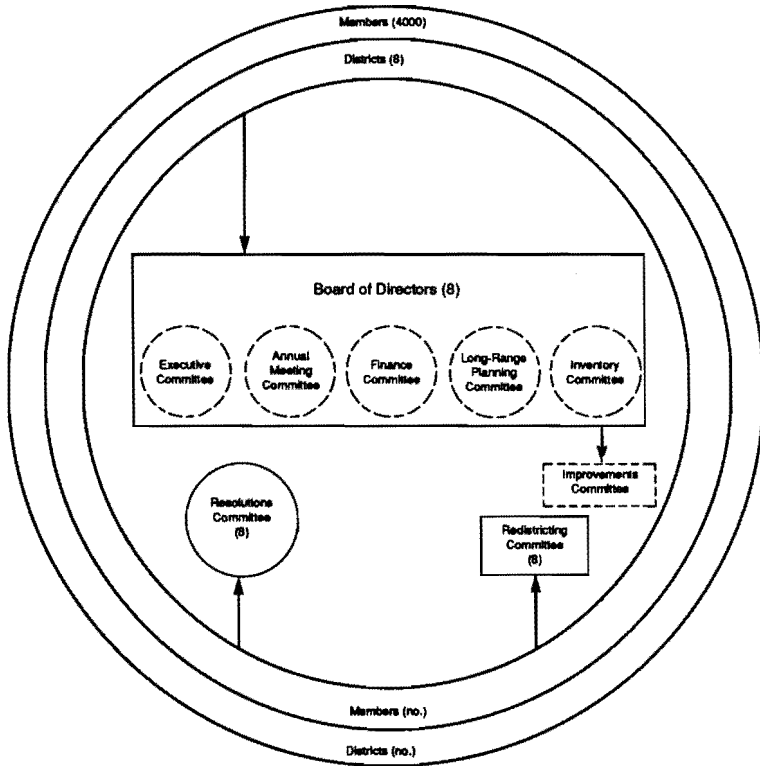 Members (4000)
Districts (8)
Board of Directors (8)
Executive
Committee
Annual
Meeting
Committee
Finance
Committee
Long-Range
Planning
Committee
Inventory
Committee
Improvements
Committee
Resolutions
Committee
(8)
Redistricting
Committee
(8)
Members (no.)
Districts (no.)